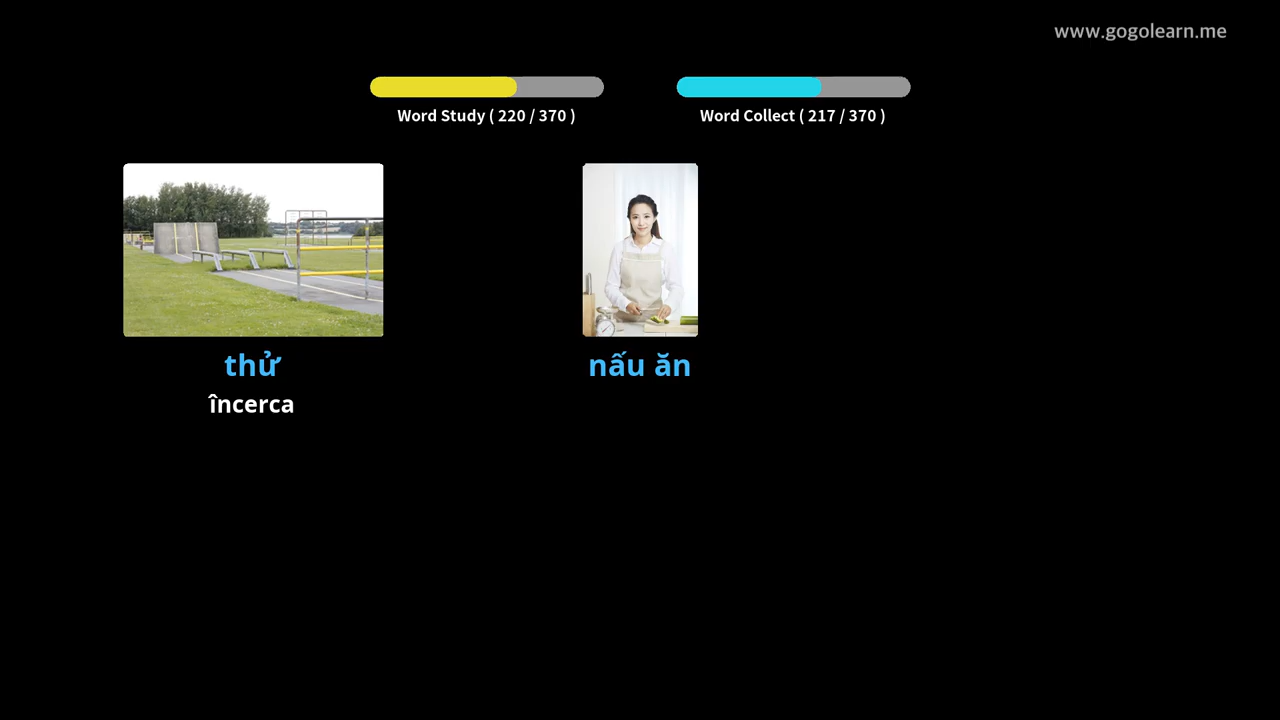 www.gogolearn.me
Word Study ( 220 / 370 )
Word Collect ( 217 / 370 )
thử
încerca
nấu ăn